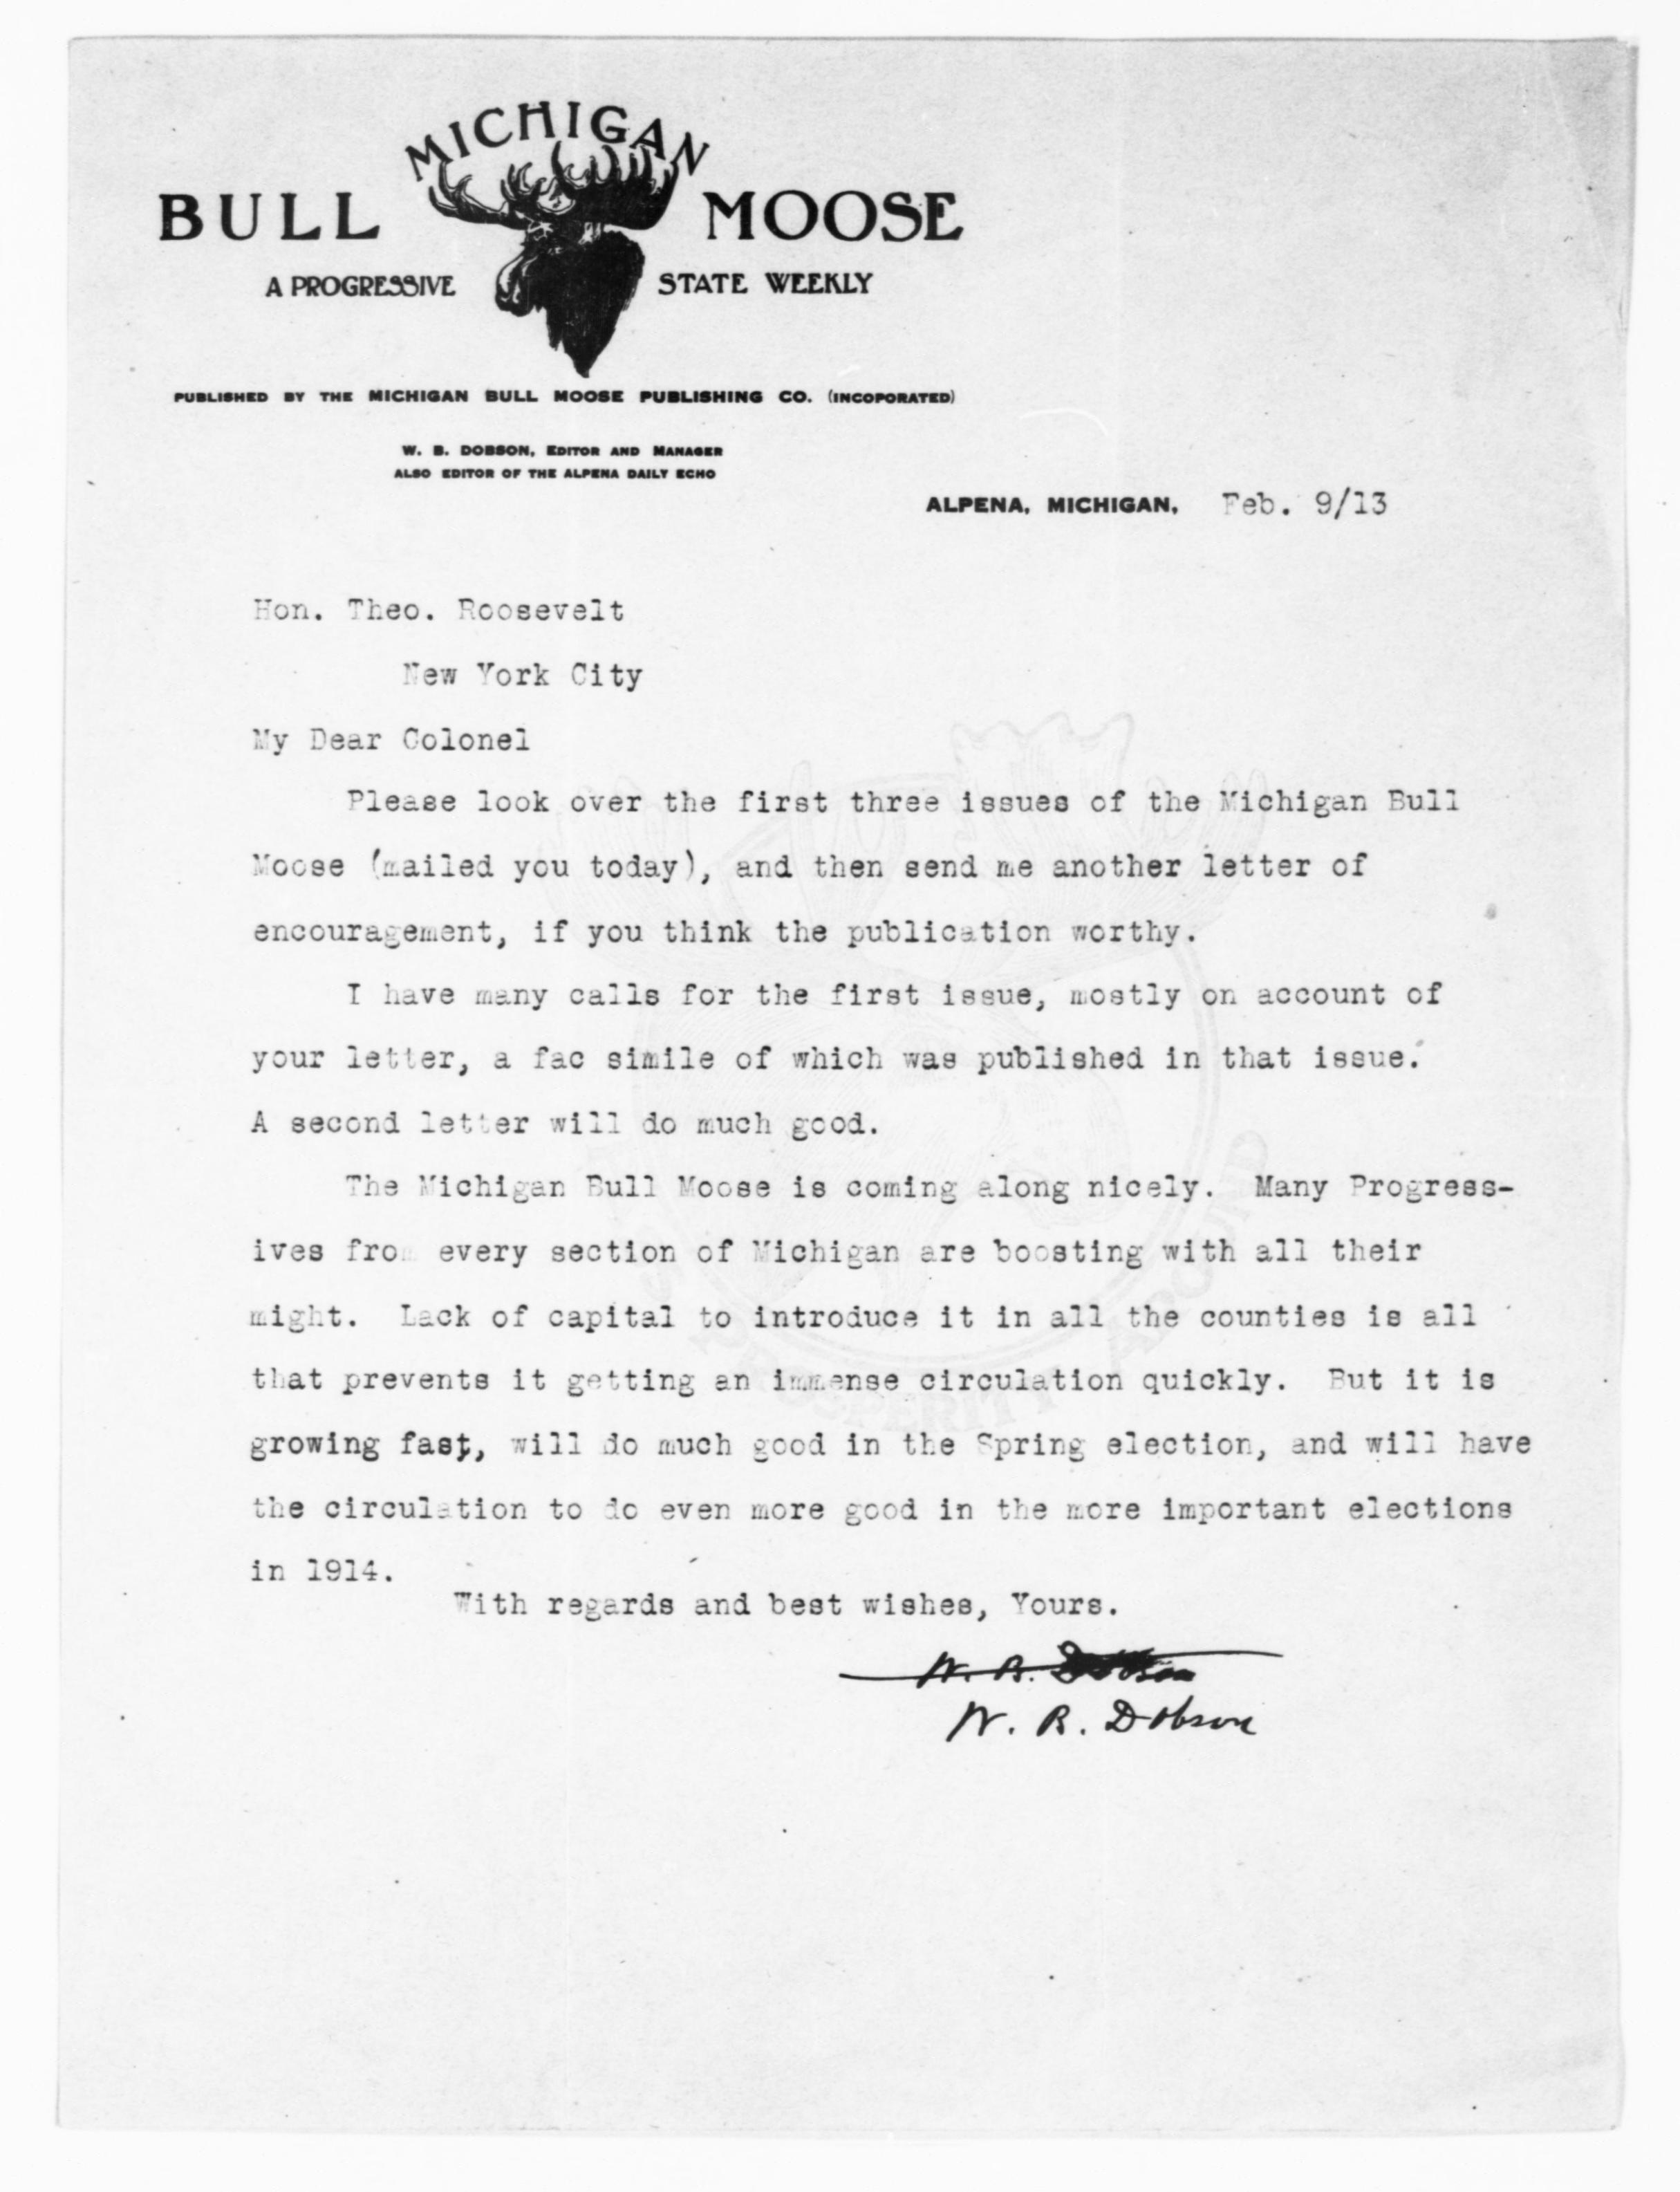 MICHIGAN
BULL MOOSE
A PROGRESSIVE STATE WEEKLY
PUBLISHED BY THE MICHIGAN BULL MOOSE PUBLISHING CO. (INCOPORATED)
W. B. DOBSON, EDITOR AND MANAGER
ALSO EDITOR OF THE ALPENA DAILY ECHO
ALPENA, MICHIGAN, Feb. 9/13
Hon. Theo. Roosevelt
New York City
My Dear Colonel
Please look over the first three issues of the Michigan Bull
Moose (mailed you today), and then send me another letter of
encouragement, if you think the publication worthy.
I have many calls for the first issue, mostly on account of
your letter, a fac simile of which was published in that issue.
A second letter will do much good.
The Michigan Bull Moose is coming along nicely. Many Progress-
ives from every section of Michigan are boosting with all their
might. Lack of capital to introduce it in all the counties is all
that prevents it getting an immense circulation quickly. But it is
growing fast, will do much good in the Spring election, and will have
the circulation to do even more good in the more important elections
in 1914.
With regards and best wishes, Yours.
W. B. Dobson
W. B. Dobson